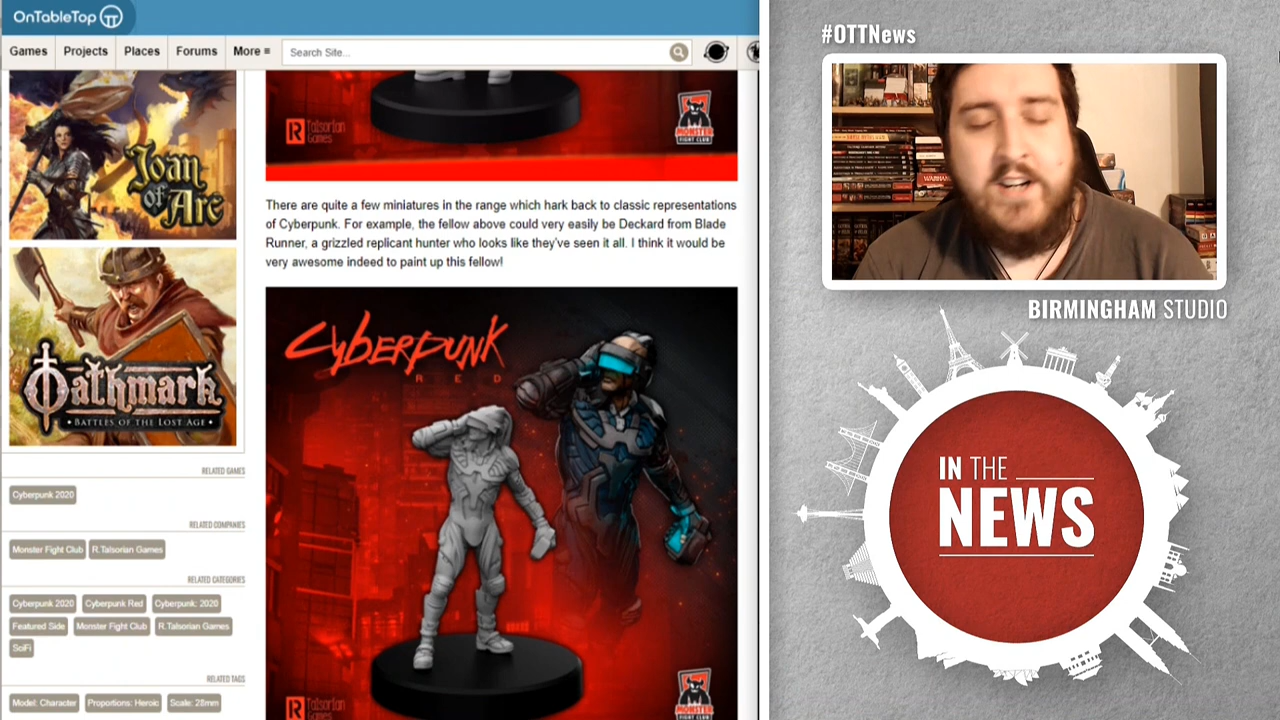 OnTableTop
Games Projects Places Forums More ≡
Search Site...
Joan
of Arc
Oathmark
• BATTLES OF THE LOST AGE •
RELATED GAMES
Cyberpunk 2020
RELATED COMPANIES
Monster Fight Club R.Talsorian Games
RELATED CATEGORIES
Cyberpunk 2020 Cyberpunk Red Cyberpunk: 2020
Featured Side Monster Fight Club R.Talsorian Games
SciFi
RELATED TAGS
Model: Character Proportions: Heroic Scale: 28mm
R Talsorian
Games
MONSTER
FIGHT CLUB
There are quite a few miniatures in the range which hark back to classic representations
of Cyberpunk. For example, the fellow above could very easily be Deckard from Blade
Runner, a grizzled replicant hunter who looks like they've seen it all. I think it would be
very awesome indeed to paint up this fellow!
CYBERPUNK
RED
R Talsorian
Games
MONSTER
FIGHT CLUB
#OTTNews
BIRMINGHAM STUDIO
IN THE
NEWS